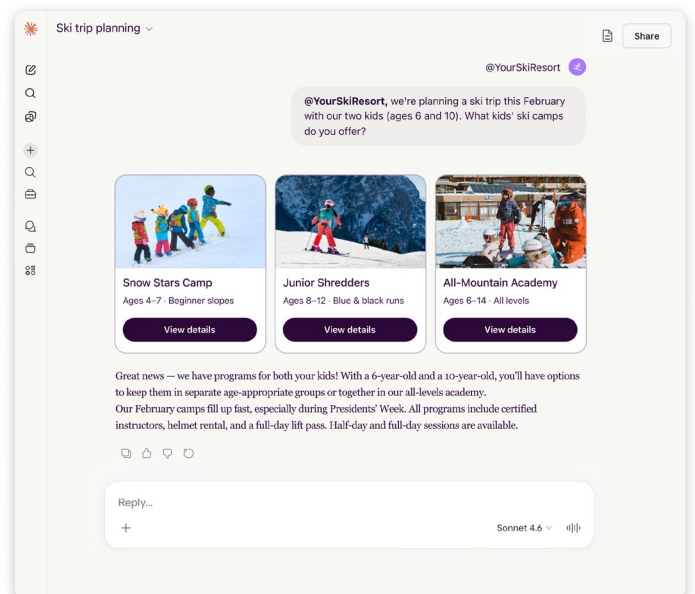 Ski trip planning
Share
@YourSkiResort
@YourSkiResort, we're planning a ski trip this February
with our two kids (ages 6 and 10). What kids' ski camps
do you offer?
Snow Stars Camp
Ages 4–7 · Beginner slopes
View details
Junior Shredders
Ages 8–12 · Blue & black runs
View details
All-Mountain Academy
Ages 6–14 · All levels
View details
Great news — we have programs for both your kids! With a 6-year-old and a 10-year-old, you'll have options
to keep them in separate age-appropriate groups or together in our all-levels academy.
Our February camps fill up fast, especially during Presidents' Week. All programs include certified
instructors, helmet rental, and a full-day lift pass. Half-day and full-day sessions are available.
Reply...
Sonnet 4.6